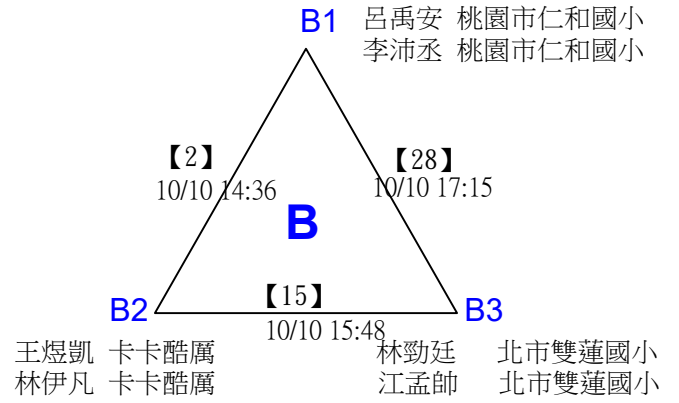 B1 呂禹安 桃園市仁和國小
李沛丞 桃園市仁和國小
【2】 【28】
10/10 14:36 10/10 17:15
B
B2 【15】 B3
10/10 15:48
王煜凱 卡卡酷厲 林勁廷 北市雙蓮國小
林伊凡 卡卡酷厲 江孟帥 北市雙蓮國小